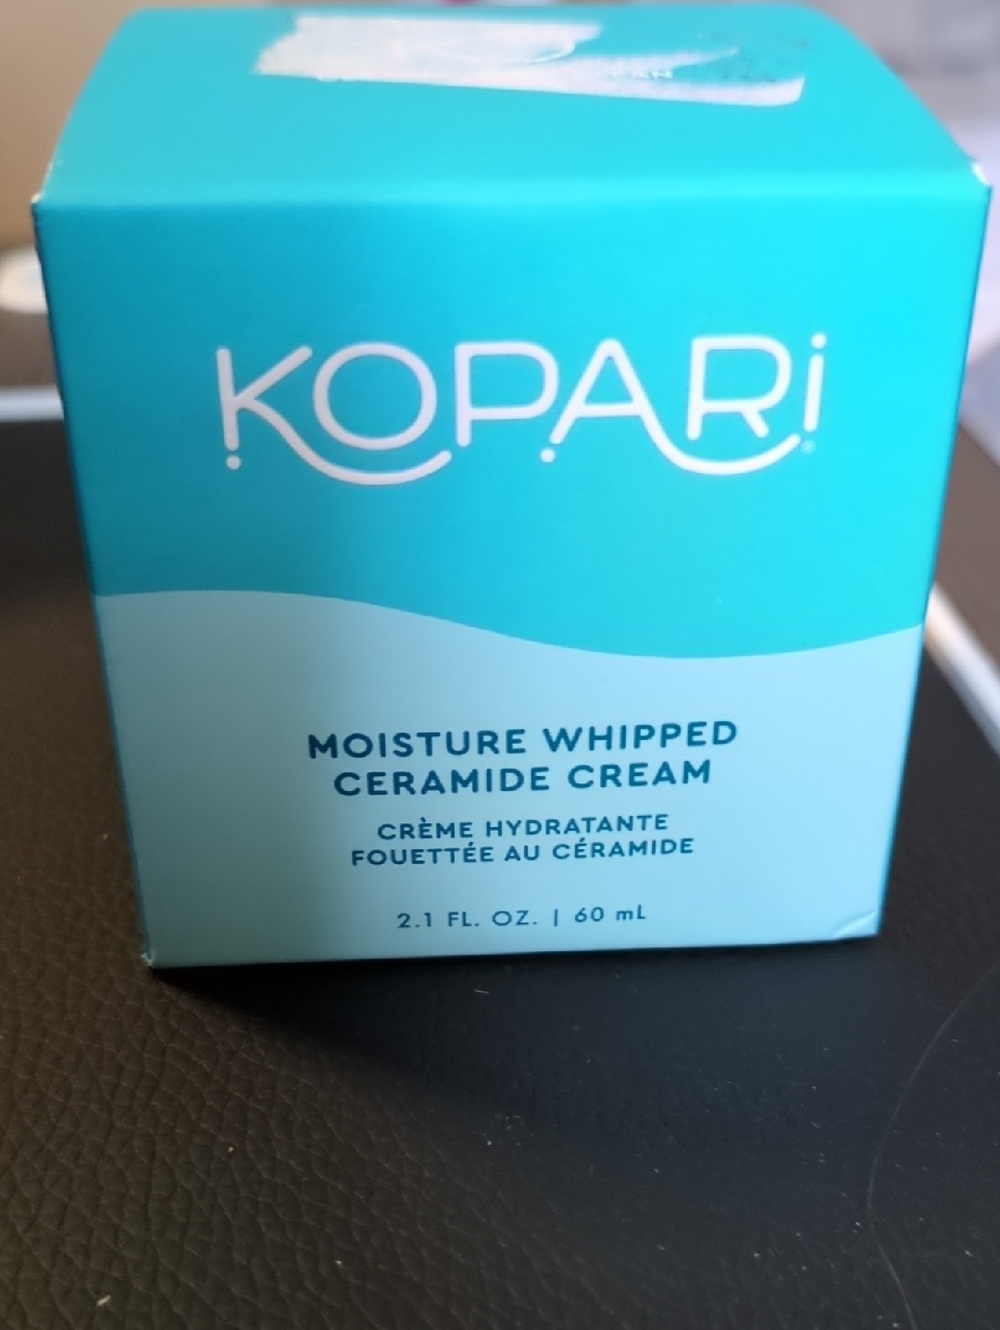 KOPARi
MOISTURE WHIPPED
CERAMIDE CREAM
CRÈME HYDRATANTE
FOUETTÉE AU CÉRAMIDE
2.1 FL. OZ. | 60 mL